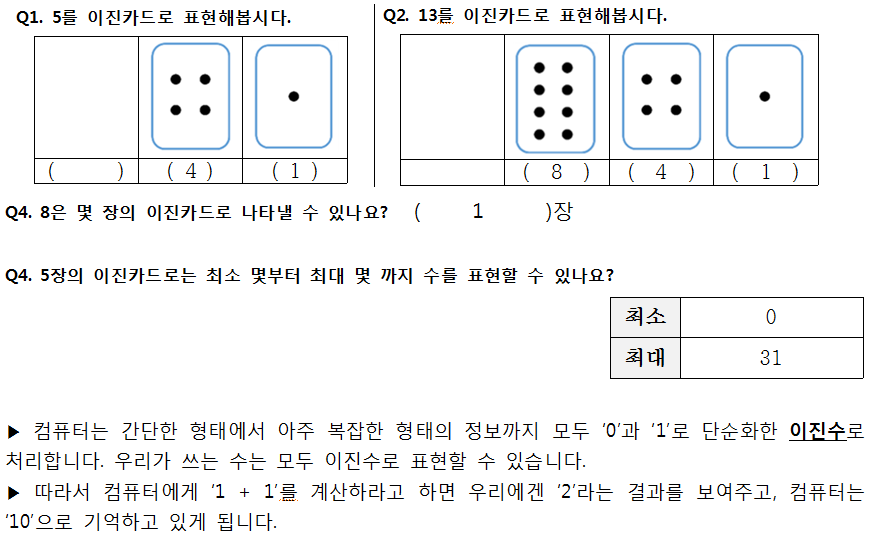 Q1. 5를 이진카드로 표현해봅시다.
( ) ( 4 ) ( 1 )
Q2. 13를 이진카드로 표현해봅시다.
( 8 ) ( 4 ) ( 1 )
Q4. 8은 몇 장의 이진카드로 나타낼 수 있나요? ( 1 )장
Q4. 5장의 이진카드로는 최소 몇부터 최대 몇 까지 수를 표현할 수 있나요?
최소 0
최대 31
▶ 컴퓨터는 간단한 형태에서 아주 복잡한 형태의 정보까지 모두 '0'과 '1'로 단순화한 이진수로
처리합니다. 우리가 쓰는 수는 모두 이진수로 표현할 수 있습니다.
▶ 따라서 컴퓨터에게 '1 + 1'를 계산하라고 하면 우리에겐 '2'라는 결과를 보여주고, 컴퓨터는
'10'으로 기억하고 있게 됩니다.